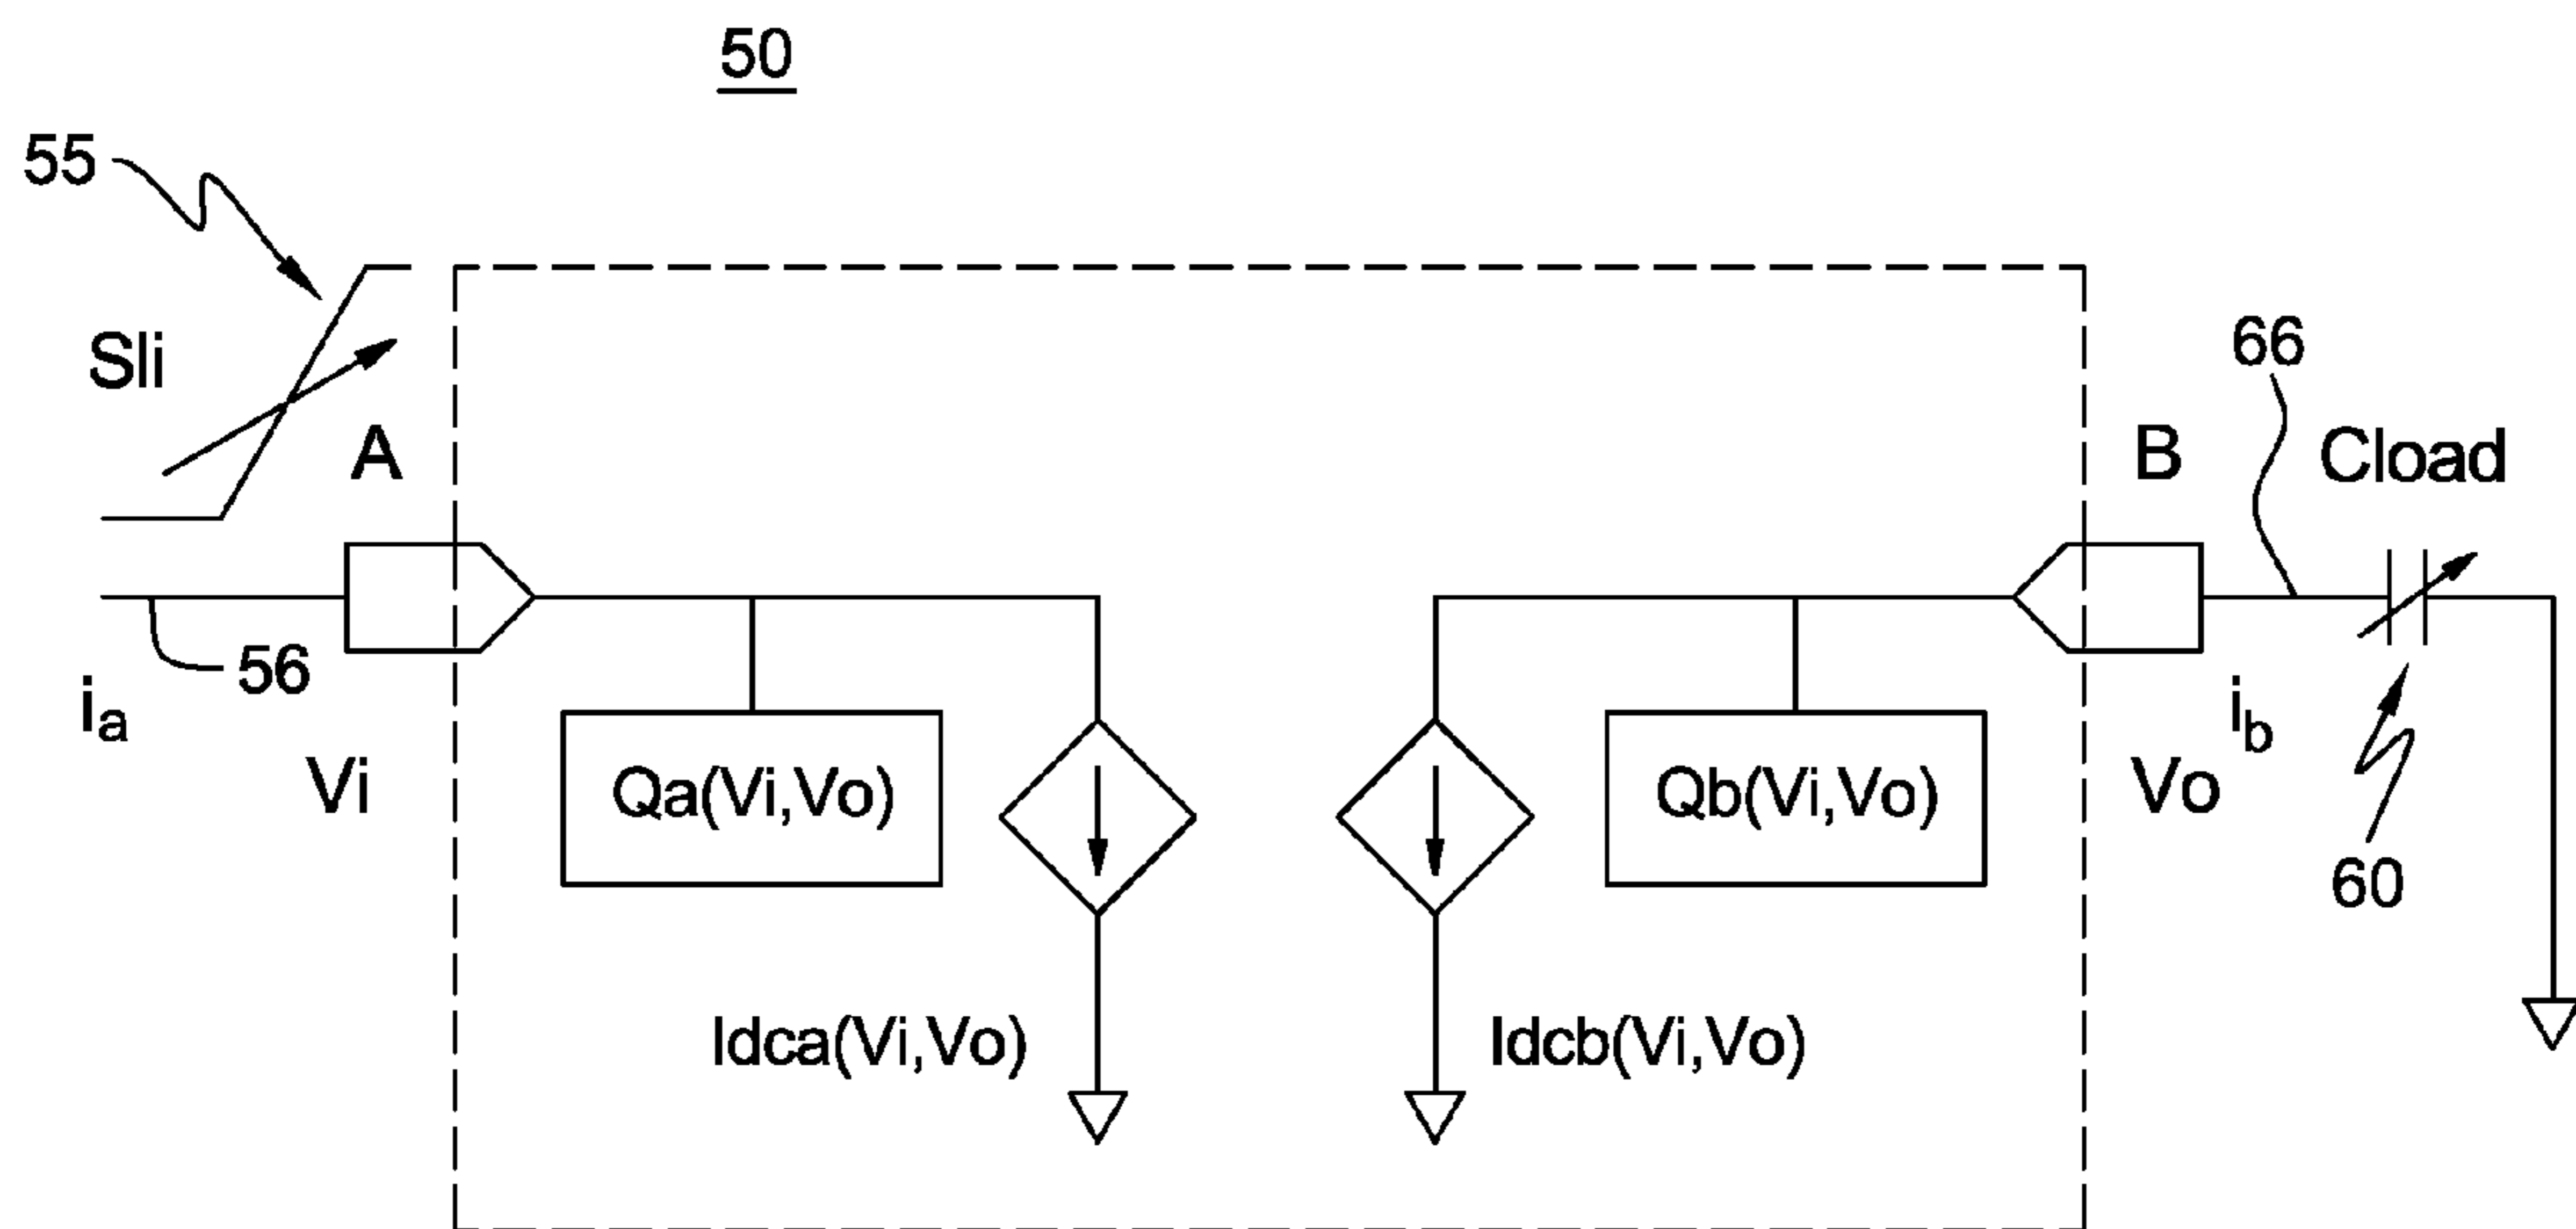 50
55
Sli
A
66
B
Cload
56
ia
Vi
Qa(Vi,Vo)
Qb(Vi,Vo)
ib
Vo
60
Idca(Vi,Vo)
Idcb(Vi,Vo)